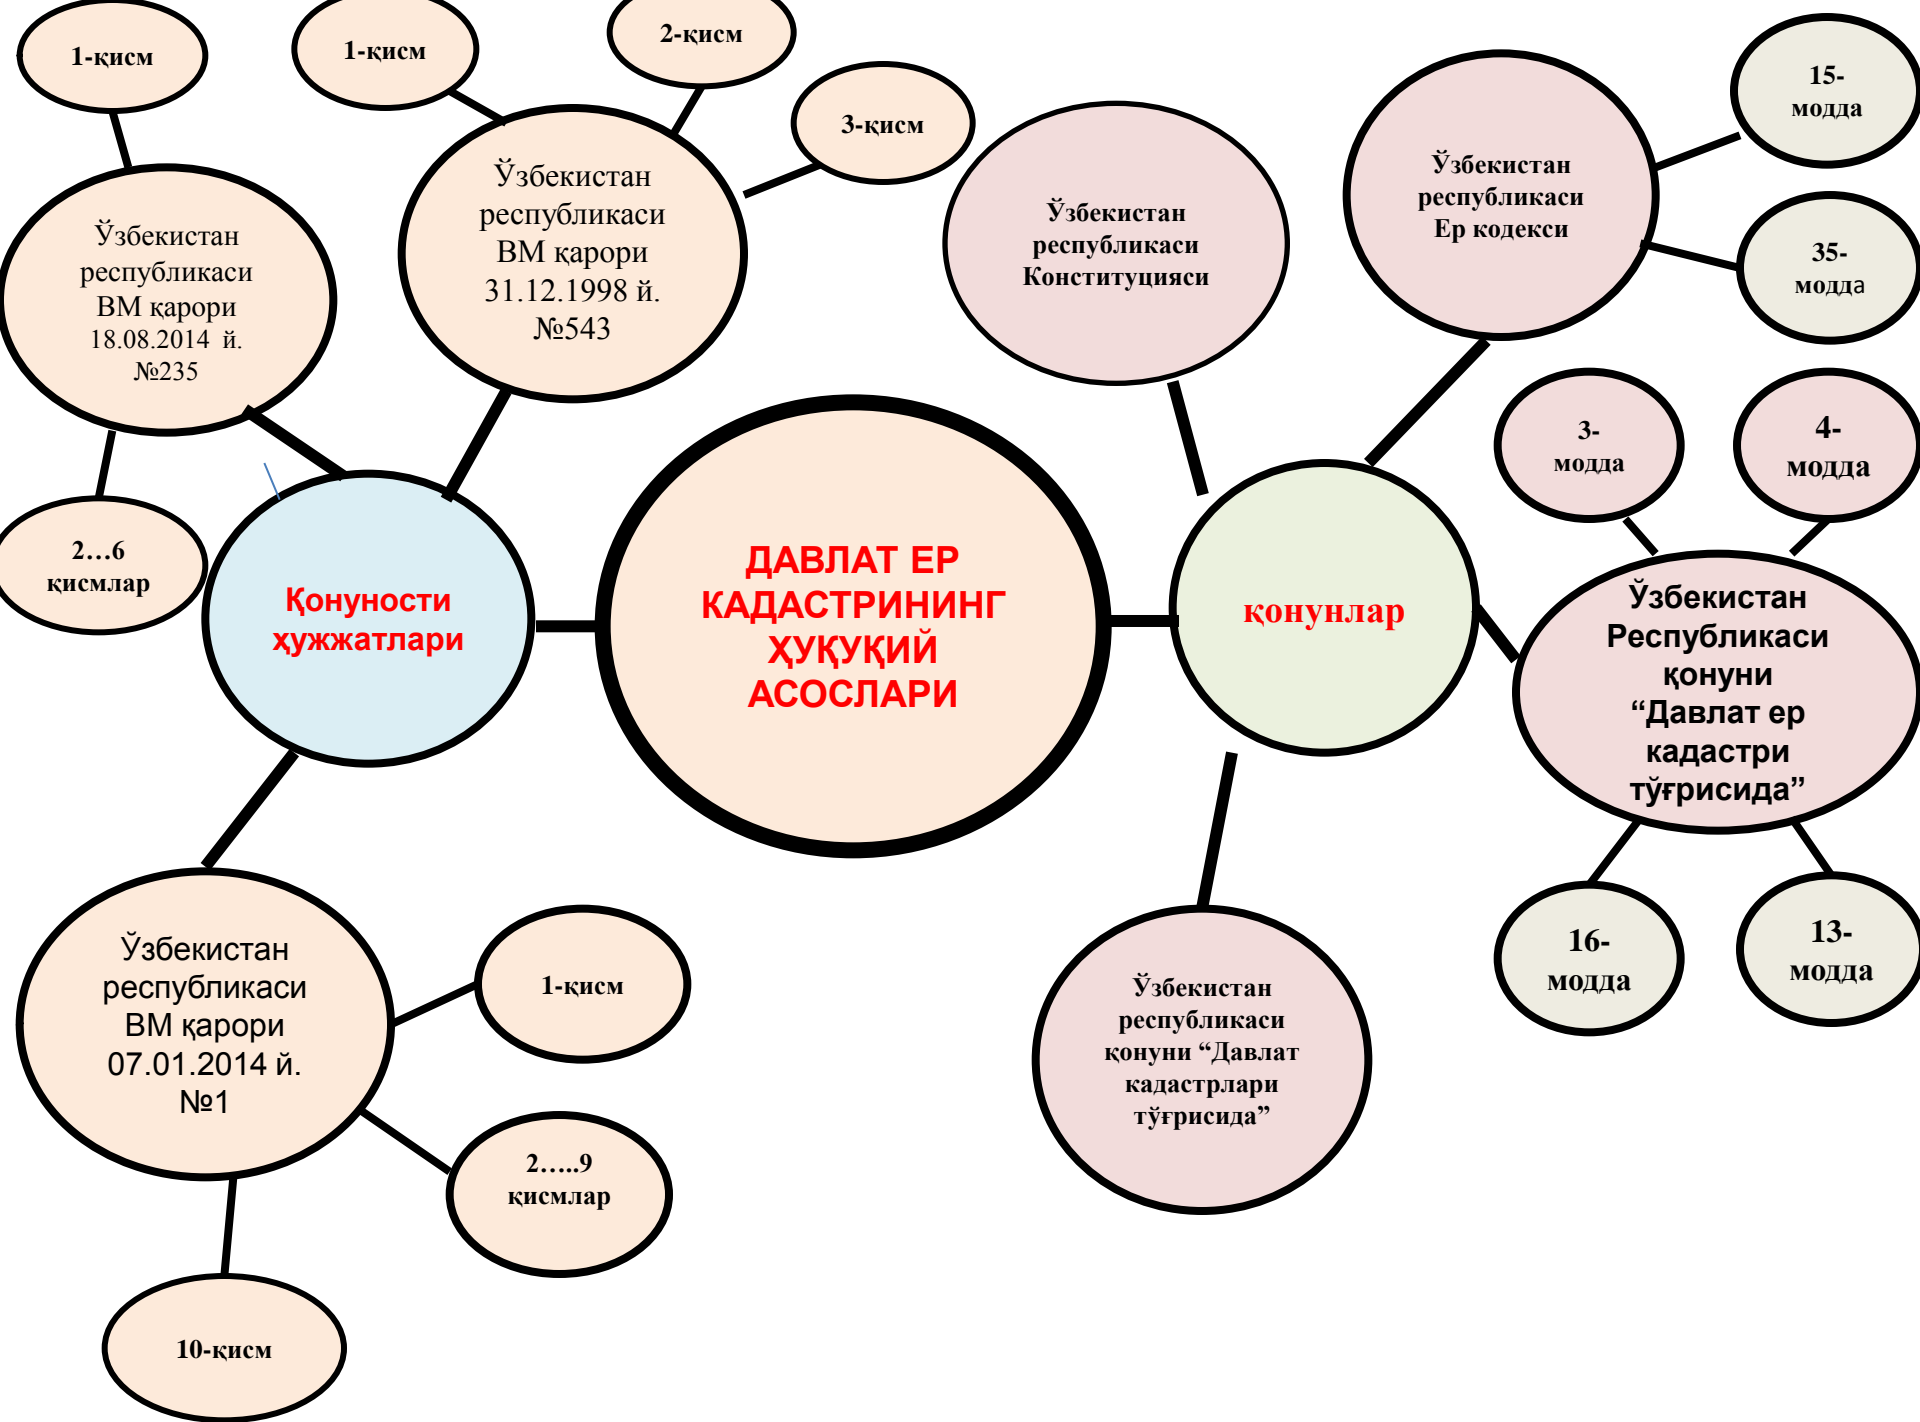 1-қисм
1-қисм
2-қисм
3-қисм
Ўзбекистан
республикаси
ВМ қарори
18.08.2014 й.
№235
Ўзбекистан
республикаси
ВМ қарори
31.12.1998 й.
№543
Ўзбекистан
республикаси
Конституцияси
Ўзбекистан
республикаси
Ер кодекси
15-
модда
35-
модда
3-
модда
4-
модда
2...6
қисмлар
Қонуности
ҳужжатлари
ДАВЛАТ ЕР
КАДАСТРИНИНГ
ҲУҚУҚИЙ
АСОСЛАРИ
қонунлар
Ўзбекистан
Республикаси
қонуни
“Давлат ер
кадастри
тўғрисида”
16-
модда
13-
модда
Ўзбекистан
республикаси
ВМ қарори
07.01.2014 й.
№1
1-қисм
2…..9
қисмлар
10-қисм
Ўзбекистан
республикаси
қонуни “Давлат
кадастрлари
тўғрисида”